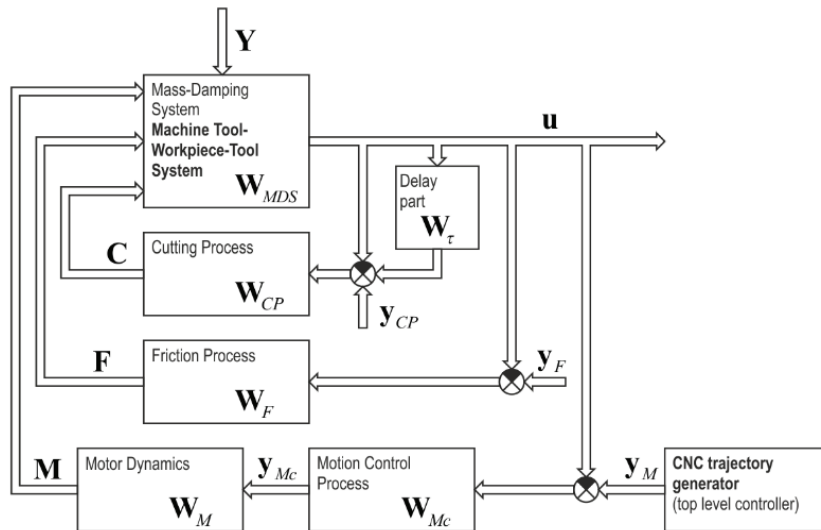 Y
Mass-Damping
System
Machine Tool-
Workpiece-Tool
System
W_MDS
u
Delay
part
W_τ
C
Cutting Process
W_CP
y_CP
F
Friction Process
W_F
y_F
M
Motor Dynamics
W_M
y_Mc
Motion Control
Process
W_Mc
y_M
CNC trajectory
generator
(top level controller)